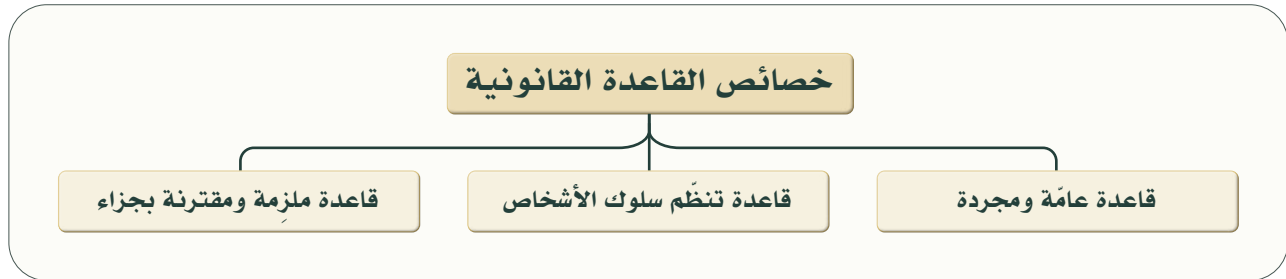 خصائص القاعدة القانونية
قاعدة عامّة ومجردة
قاعدة تنظّم سلوك الأشخاص
قاعدة ملزِمة ومقترنة بجزاء